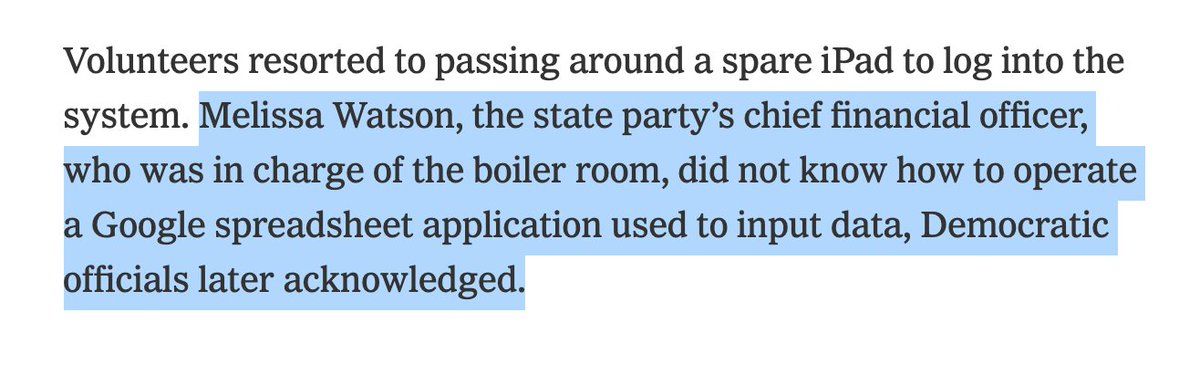 Volunteers resorted to passing around a spare iPad to log into the
system. Melissa Watson, the state party’s chief financial officer,
who was in charge of the boiler room, did not know how to operate
a Google spreadsheet application used to input data, Democratic
officials later acknowledged.